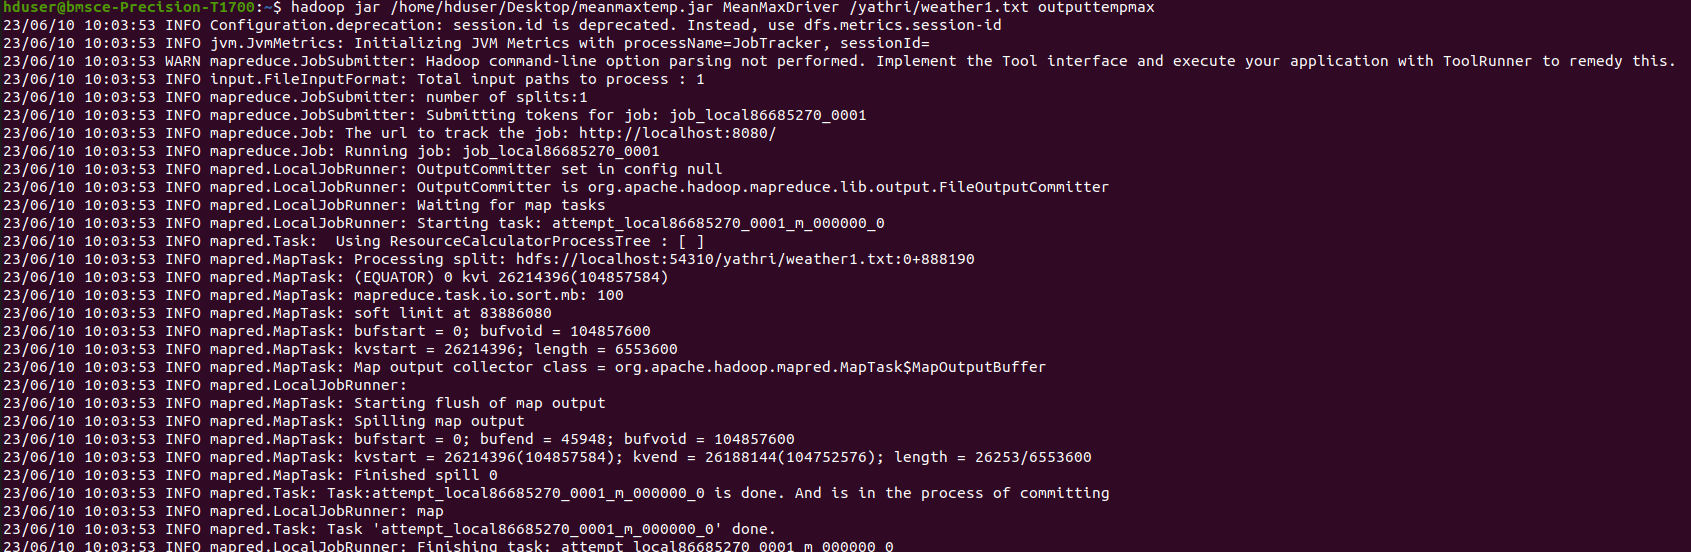 hduser@bmsce-Precision-T1700:~$ hadoop jar /home/hduser/Desktop/meanmaxtemp.jar MeanMaxDriver /yathri/weather1.txt outputtempmax
23/06/10 10:03:53 INFO Configuration.deprecation: session.id is deprecated. Instead, use dfs.metrics.session-id
23/06/10 10:03:53 INFO jvm.JvmMetrics: Initializing JVM Metrics with processName=JobTracker, sessionId=
23/06/10 10:03:53 WARN mapreduce.JobSubmitter: Hadoop command-line option parsing not performed. Implement the Tool interface and execute your application with ToolRunner to remedy this.
23/06/10 10:03:53 INFO input.FileInputFormat: Total input paths to process : 1
23/06/10 10:03:53 INFO mapreduce.JobSubmitter: number of splits:1
23/06/10 10:03:53 INFO mapreduce.JobSubmitter: Submitting tokens for job: job_local86685270_0001
23/06/10 10:03:53 INFO mapreduce.Job: The url to track the job: http://localhost:8080/
23/06/10 10:03:53 INFO mapreduce.Job: Running job: job_local86685270_0001
23/06/10 10:03:53 INFO mapred.LocalJobRunner: OutputCommitter set in config null
23/06/10 10:03:53 INFO mapred.LocalJobRunner: OutputCommitter is org.apache.hadoop.mapreduce.lib.output.FileOutputCommitter
23/06/10 10:03:53 INFO mapred.LocalJobRunner: Waiting for map tasks
23/06/10 10:03:53 INFO mapred.LocalJobRunner: Starting task: attempt_local86685270_0001_m_000000_0
23/06/10 10:03:53 INFO mapred.Task:  Using ResourceCalculatorProcessTree : [ ]
23/06/10 10:03:53 INFO mapred.MapTask: Processing split: hdfs://localhost:54310/yathri/weather1.txt:0+888190
23/06/10 10:03:53 INFO mapred.MapTask: (EQUATOR) 0 kvi 26214396(104857584)
23/06/10 10:03:53 INFO mapred.MapTask: mapreduce.task.io.sort.mb: 100
23/06/10 10:03:53 INFO mapred.MapTask: soft limit at 83886080
23/06/10 10:03:53 INFO mapred.MapTask: bufstart = 0; bufvoid = 104857600
23/06/10 10:03:53 INFO mapred.MapTask: kvstart = 26214396; length = 6553600
23/06/10 10:03:53 INFO mapred.MapTask: Map output collector class = org.apache.hadoop.mapred.MapTask$MapOutputBuffer
23/06/10 10:03:53 INFO mapred.LocalJobRunner:
23/06/10 10:03:53 INFO mapred.MapTask: Starting flush of map output
23/06/10 10:03:53 INFO mapred.MapTask: Spilling map output
23/06/10 10:03:53 INFO mapred.MapTask: bufstart = 0; bufend = 45948; bufvoid = 104857600
23/06/10 10:03:53 INFO mapred.MapTask: kvstart = 26214396(104857584); kvend = 26188144(104752576); length = 26253/6553600
23/06/10 10:03:53 INFO mapred.MapTask: Finished spill 0
23/06/10 10:03:53 INFO mapred.Task: Task:attempt_local86685270_0001_m_000000_0 is done. And is in the process of committing
23/06/10 10:03:53 INFO mapred.LocalJobRunner: map
23/06/10 10:03:53 INFO mapred.Task: Task 'attempt_local86685270_0001_m_000000_0' done.
23/06/10 10:03:53 INFO mapred.LocalJobRunner: Finishing task: attempt_local86685270_0001_m_000000_0